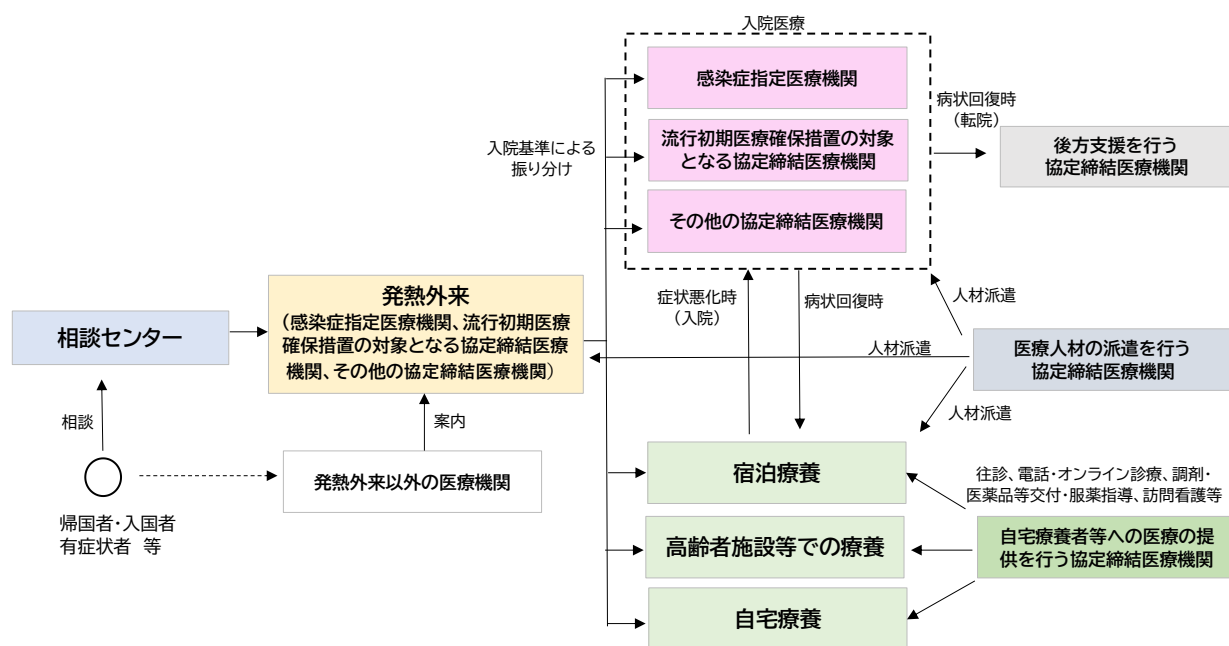 入院医療
感染症指定医療機関
流行初期医療確保措置の対象
となる協定締結医療機関
その他の協定締結医療機関
病状回復時
（転院）
後方支援を行う
協定締結医療機関
入院基準による
振り分け
相談センター
発熱外来
（感染症指定医療機関、流行初期医療
確保措置の対象となる協定締結医療
機関、その他の協定締結医療機関）
症状悪化時
（入院）
病状回復時
人材派遣
人材派遣
医療人材の派遣を行う
協定締結医療機関
人材派遣
相談
案内
帰国者・入国者
有症状者 等
発熱外来以外の医療機関
宿泊療養
往診、電話・オンライン診療、調剤・
医薬品等交付・服薬指導、訪問看護等
高齢者施設等での療養
自宅療養者等への医療の提
供を行う協定締結医療機関
自宅療養